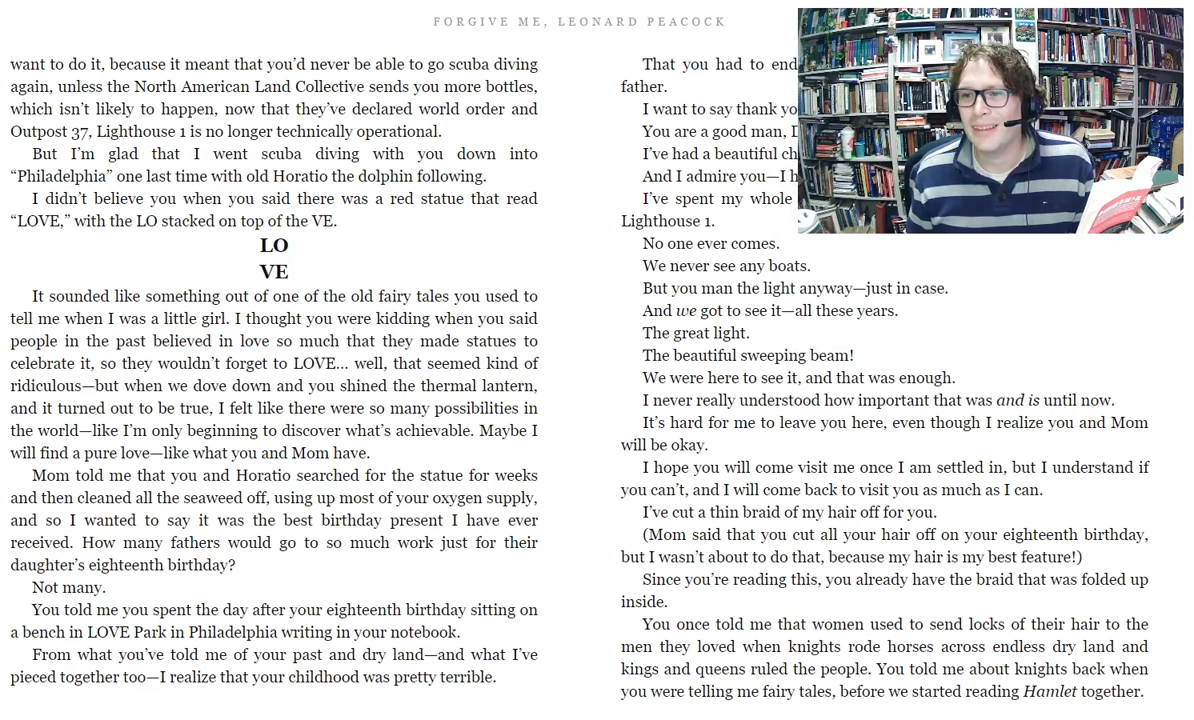 FORGIVE ME, LEONARD PEACOCK
want to do it, because it meant that you’d never be able to go scuba diving
again, unless the North American Land Collective sends you more bottles,
which isn’t likely to happen, now that they’ve declared world order and
Outpost 37, Lighthouse 1 is no longer technically operational.
But I’m glad that I went scuba diving with you down into
“Philadelphia” one last time with old Horatio the dolphin following.
I didn’t believe you when you said there was a red statue that read
“LOVE,” with the LO stacked on top of the VE.
LO
VE
It sounded like something out of one of the old fairy tales you used to
tell me when I was a little girl. I thought you were kidding when you said
people in the past believed in love so much that they made statues to
celebrate it, so they wouldn’t forget to LOVE... well, that seemed kind of
ridiculous—but when we dove down and you shined the thermal lantern,
and it turned out to be true, I felt like there were so many possibilities in
the world—like I’m only beginning to discover what’s achievable. Maybe I
will find a pure love—like what you and Mom have.
Mom told me that you and Horatio searched for the statue for weeks
and then cleaned all the seaweed off, using up most of your oxygen supply,
and so I wanted to say it was the best birthday present I have ever
received. How many fathers would go to so much work just for their
daughter’s eighteenth birthday?
Not many.
You told me you spent the day after your eighteenth birthday sitting on
a bench in LOVE Park in Philadelphia writing in your notebook.
From what you’ve told me of your past and dry land—and what I’ve
pieced together too—I realize that your childhood was pretty terrible.
That you had to end
father.
I want to say thank yo
You are a good man,
I’ve had a beautiful ch
And I admire you—I h
I’ve spent my whole
Lighthouse 1.
No one ever comes.
We never see any boats.
But you man the light anyway—just in case.
And we got to see it—all these years.
The great light.
The beautiful sweeping beam!
We were here to see it, and that was enough.
I never really understood how important that was and is until now.
It’s hard for me to leave you here, even though I realize you and Mom
will be okay.
I hope you will come visit me once I am settled in, but I understand if
you can’t, and I will come back to visit you as much as I can.
I’ve cut a thin braid of my hair off for you.
(Mom said that you cut all your hair off on your eighteenth birthday,
but I wasn’t about to do that, because my hair is my best feature!)
Since you’re reading this, you already have the braid that was folded up
inside.
You once told me that women used to send locks of their hair to the
men they loved when knights rode horses across endless dry land and
kings and queens ruled the people. You told me about knights back when
you were telling me fairy tales, before we started reading Hamlet together.